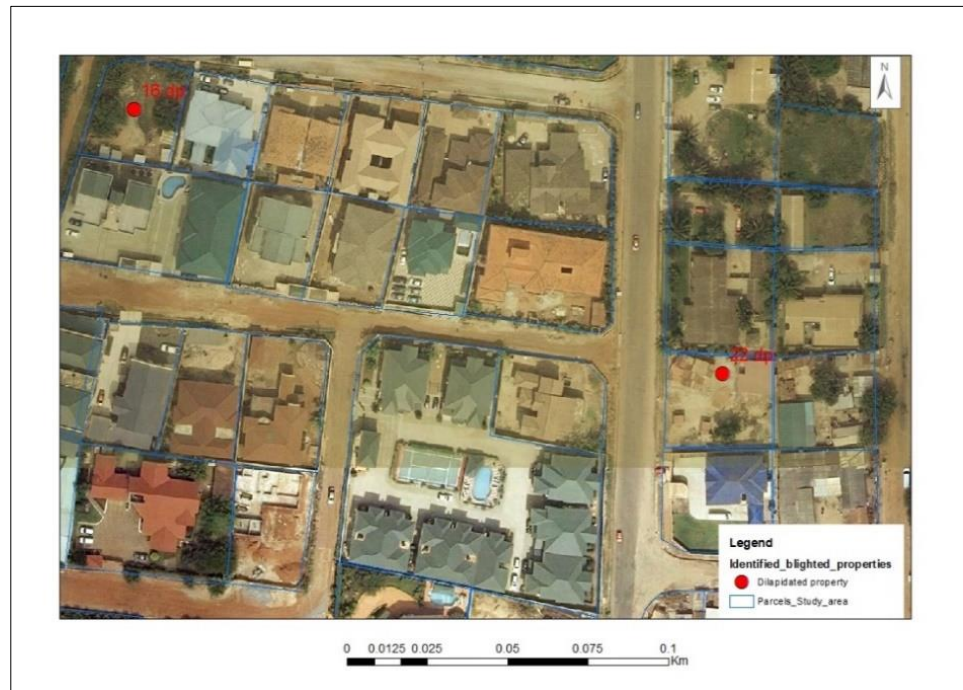 N
18 dp
22 dp
Legend
Identified_blighted_properties
Dilapidated property
Parcels_Study_area
0 0.0125 0.025 0.05 0.075 0.1
Km